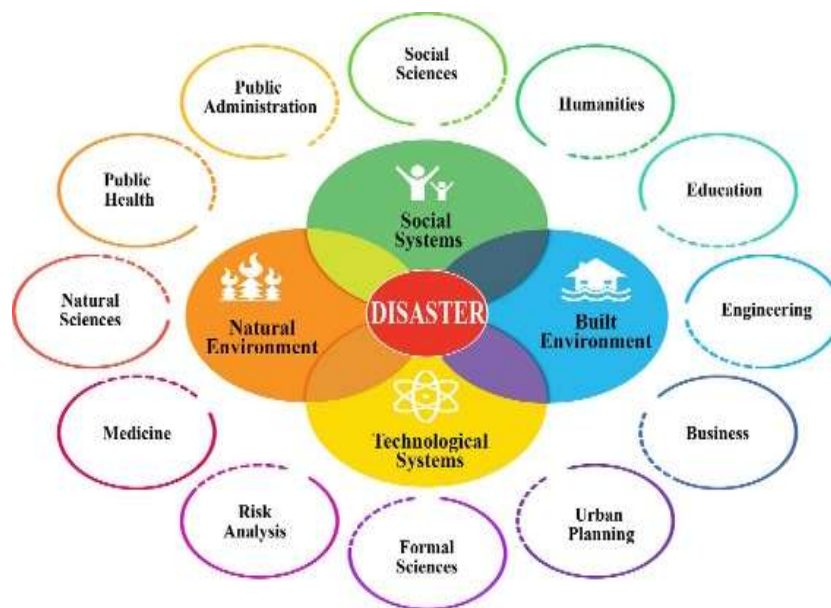 Social
Sciences
Public
Administration
Humanities
Public
Health
Education
Social
Systems
Natural
Sciences
Natural
Environment
DISASTER
Built
Environment
Engineering
Medicine
Technological
Systems
Business
Risk
Analysis
Formal
Sciences
Urban
Planning